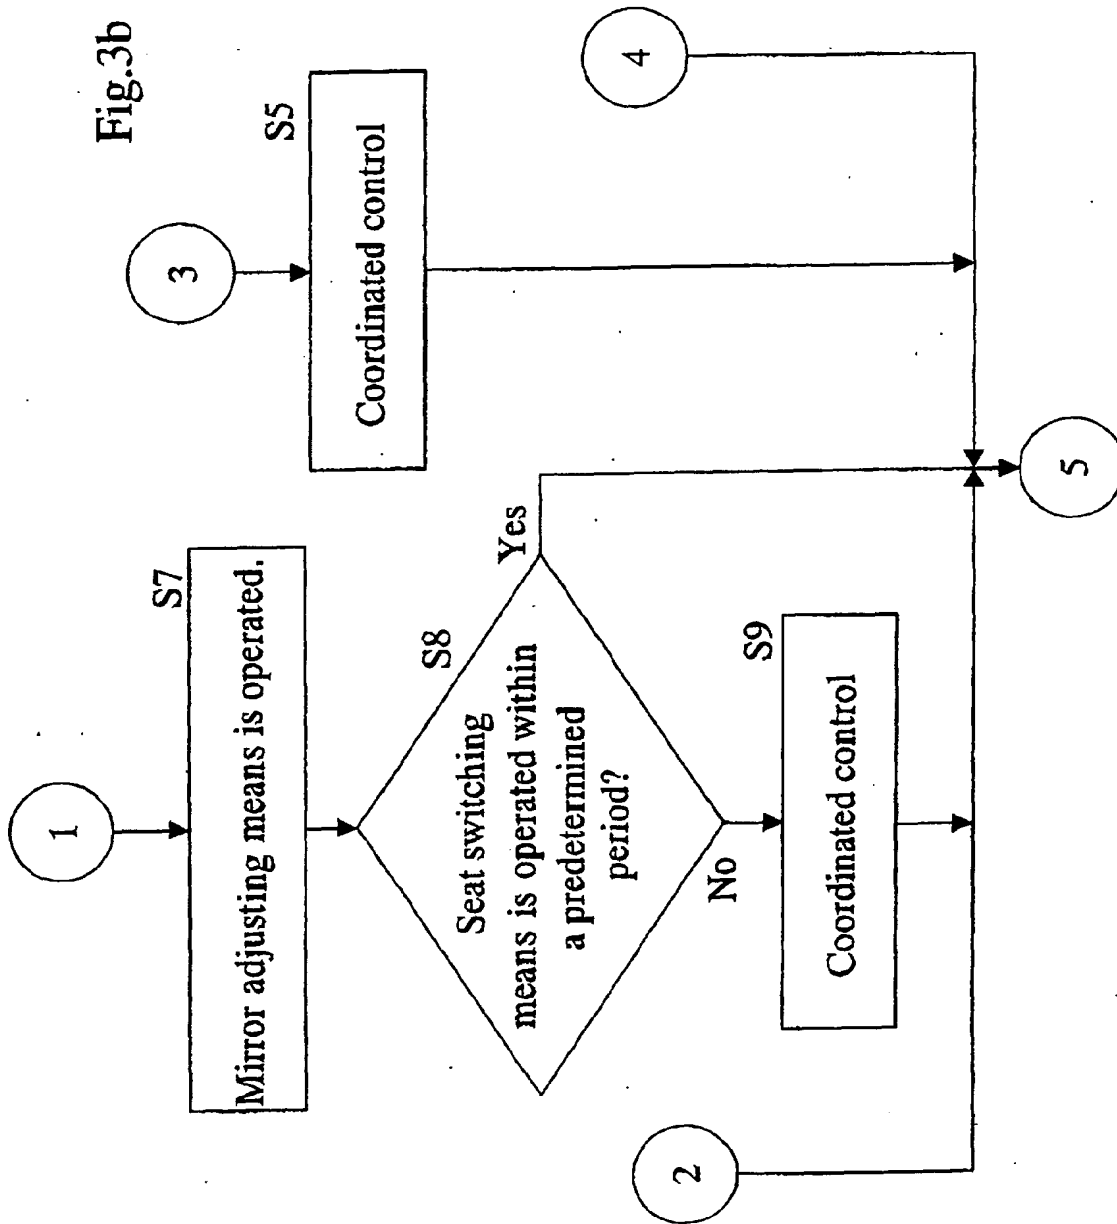 Fig.3b
1
S7
Mirror adjusting means is operated.
S8
Seat switching
means is operated within
a predetermined
period?
Yes
No
S9
Coordinated control
2
3
S5
Coordinated control
4
5